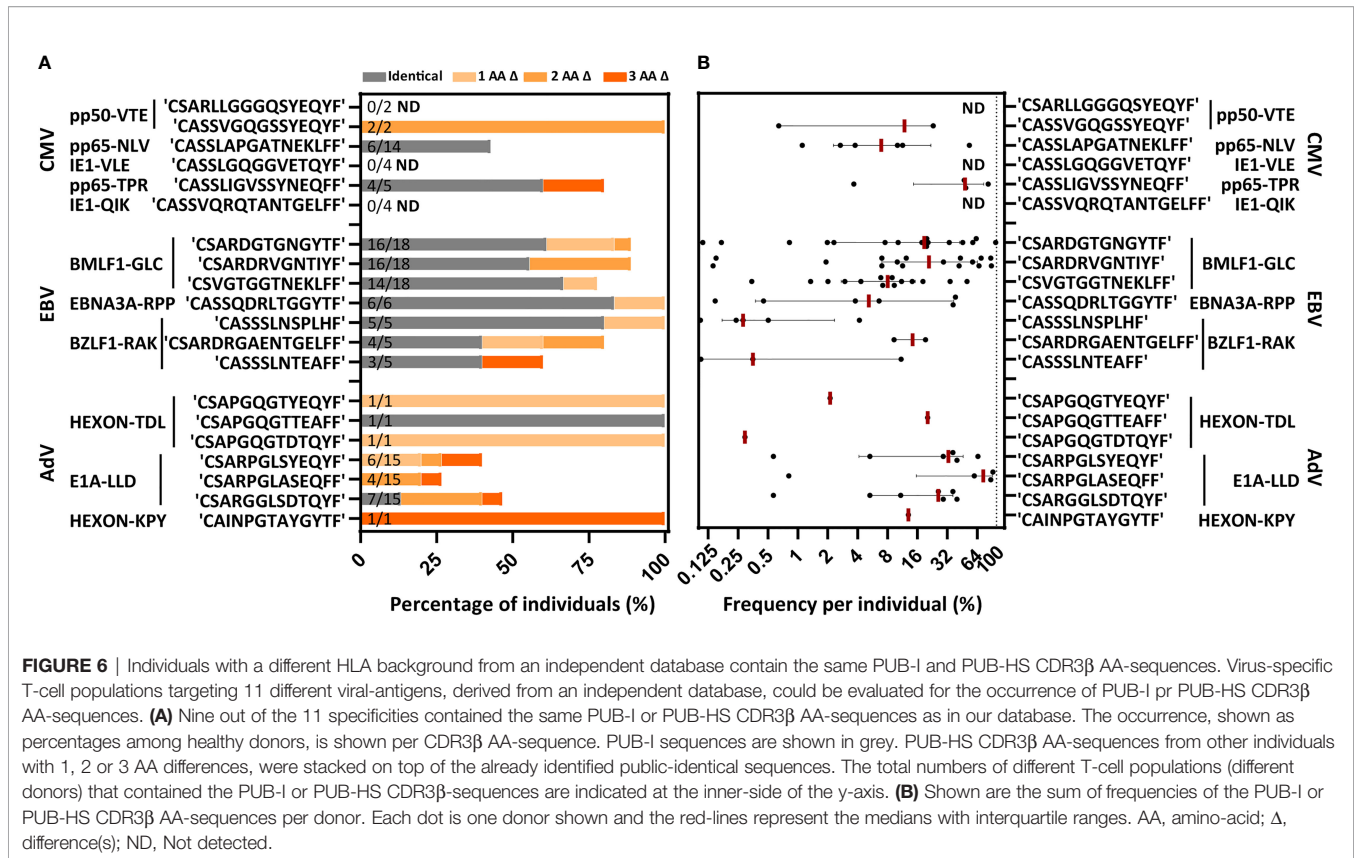 A
B
Identical 1 AA Δ 2 AA Δ 3 AA Δ
CMV
pp50-VTE
'CSARLLGGGQSYEQYF' 0/2 ND
'CASSVGQGSSYEQYF' 2/2
pp65-NLV 'CASSLAPGATNEKLFF' 6/14
IE1-VLE 'CASSLGQGGVETQYF' 0/4 ND
pp65-TPR 'CASSLIGVSSYNEQFF' 4/5
IE1-QIK 'CASSVQRQTANTGELFF' 0/4 ND
EBV
BMLF1-GLC
'CSARDGTGNGYTF' 16/18
'CSARDRVGNTIYF' 16/18
'CSVGTGGTNEKLFF' 14/18
EBNA3A-RPP 'CASSQDRLTGGYTF' 6/6
BZLF1-RAK
'CASSSLNSPLHF' 5/5
'CSARDRGAENTGELFF' 4/5
'CASSSLNTEAFF' 3/5
AdV
HEXON-TDL
'CSAPGQGTYEQYF' 1/1
'CSAPGQGTTEAFF' 1/1
'CSAPGQGTDTQYF' 1/1
E1A-LLD
'CSARPGLSYEQYF' 6/15
'CSARPGLASEQFF' 4/15
'CSARGGLSDTQYF' 7/15
HEXON-KPY 'CAINPGTAYGYTF' 1/1
0 25 50 75 100
Percentage of individuals (%)
ND 'CSARLLGGGQSYEQYF'
'CASSVGQGSSYEQYF'
pp50-VTE
'CASSLAPGATNEKLFF' pp65-NLV
ND 'CASSLGQGGVETQYF' IE1-VLE
'CASSLIGVSSYNEQFF' pp65-TPR
ND 'CASSVQRQTANTGELFF' IE1-QIK
CMV
'CSARDGTGNGYTF'
'CSARDRVGNTIYF'
'CSVGTGGTNEKLFF'
BMLF1-GLC
'CASSQDRLTGGYTF' EBNA3A-RPP
'CASSSLNSPLHF'
'CSARDRGAENTGELFF'
'CASSSLNTEAFF'
BZLF1-RAK
EBV
'CSAPGQGTYEQYF'
'CSAPGQGTTEAFF'
'CSAPGQGTDTQYF'
HEXON-TDL
'CSARPGLSYEQYF'
'CSARPGLASEQFF'
'CSARGGLSDTQYF'
E1A-LLD
'CAINPGTAYGYTF' HEXON-KPY
AdV
0.125 0.25 0.5 1 2 4 8 16 32 64 100
Frequency per individual (%)
FIGURE 6 | Individuals with a different HLA background from an independent database contain the same PUB-I and PUB-HS CDR3β AA-sequences. Virus-specific
T-cell populations targeting 11 different viral-antigens, derived from an independent database, could be evaluated for the occurrence of PUB-I pr PUB-HS CDR3β
AA-sequences. (A) Nine out of the 11 specificities contained the same PUB-I or PUB-HS CDR3β AA-sequences as in our database. The occurrence, shown as
percentages among healthy donors, is shown per CDR3β AA-sequence. PUB-I sequences are shown in grey. PUB-HS CDR3β AA-sequences from other individuals
with 1, 2 or 3 AA differences, were stacked on top of the already identified public-identical sequences. The total numbers of different T-cell populations (different
donors) that contained the PUB-I or PUB-HS CDR3β-sequences are indicated at the inner-side of the y-axis. (B) Shown are the sum of frequencies of the PUB-I or
PUB-HS CDR3β AA-sequences per donor. Each dot is one donor shown and the red-lines represent the medians with interquartile ranges. AA, amino-acid; Δ,
difference(s); ND, Not detected.